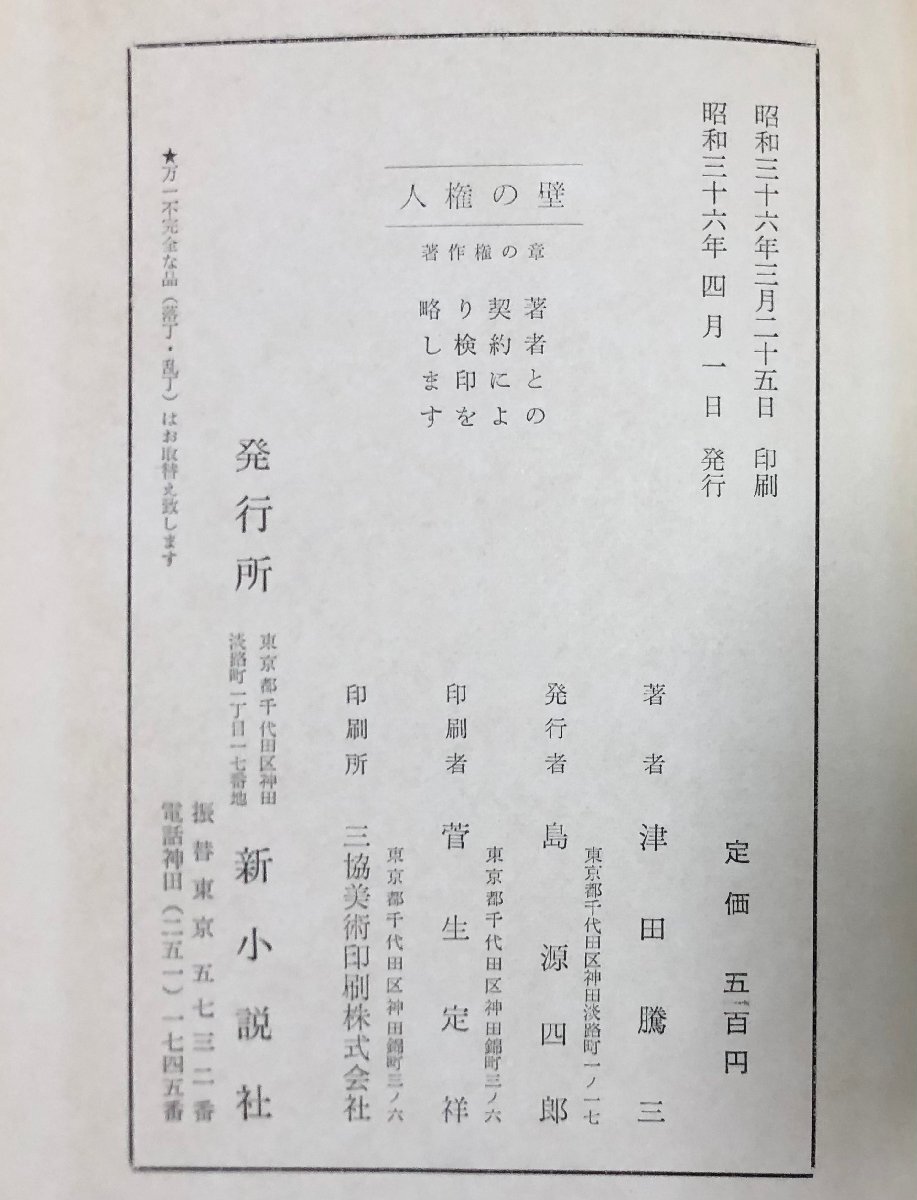 昭和三十六年三月二十五日 印刷
昭和三十六年 四月一日 発行
定価 五百円
人権の壁
著作権の章
著者との
契約によ
り検印を
略します
著者 津田騰三
東京都千代田区神田淡路町一ノ一七
発行者 島源四郎
東京都千代田区神田錦町三ノ六
印刷者 菅生定祥
東京都千代田区神田錦町三ノ六
印刷所 三協美術印刷株式会社
発行所
東京都千代田区神田
淡路町一丁目一七番地
新小説社
振替東京五七三二番
電話神田(二五一)一七四五番
★万一不完全な品(落丁・乱丁)はお取替え致します